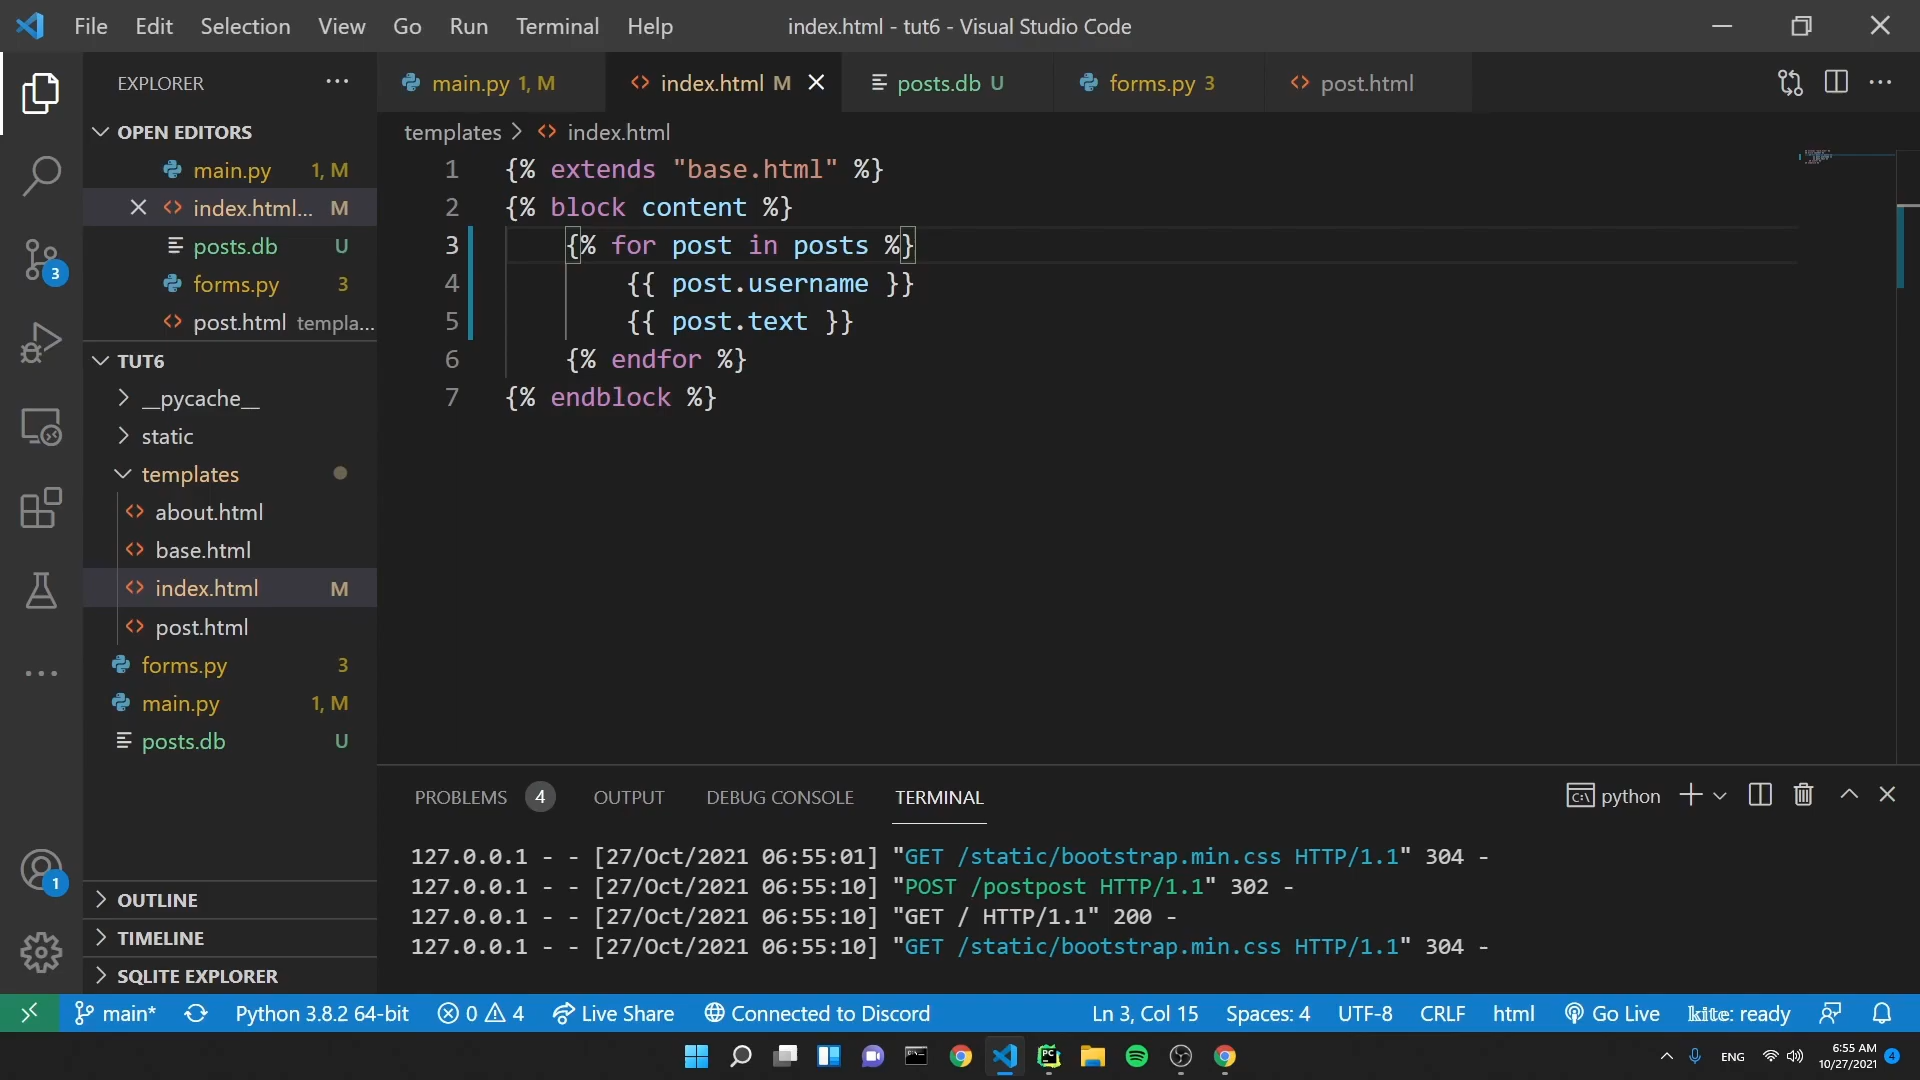 File Edit Selection View Go Run Terminal Help index.html - tut6 - Visual Studio Code
EXPLORER
main.py 1, M index.html M posts.db U forms.py 3 post.html
OPEN EDITORS
main.py 1, M
index.html... M
posts.db U
forms.py 3
post.html templa...
TUT6
__pycache__
static
templates
about.html
base.html
index.html M
post.html
forms.py 3
main.py 1, M
posts.db U
OUTLINE
TIMELINE
SQLITE EXPLORER
3
1
templates > index.html
1 {% extends "base.html" %}
2 {% block content %}
3 {% for post in posts %}
4 {{ post.username }}
5 {{ post.text }}
6 {% endfor %}
7 {% endblock %}
PROBLEMS 4 OUTPUT DEBUG CONSOLE TERMINAL python
127.0.0.1 - - [27/Oct/2021 06:55:01] "GET /static/bootstrap.min.css HTTP/1.1" 304 -
127.0.0.1 - - [27/Oct/2021 06:55:10] "POST /postpost HTTP/1.1" 302 -
127.0.0.1 - - [27/Oct/2021 06:55:10] "GET / HTTP/1.1" 200 -
127.0.0.1 - - [27/Oct/2021 06:55:10] "GET /static/bootstrap.min.css HTTP/1.1" 304 -
main* Python 3.8.2 64-bit 0 4 Live Share Connected to Discord Ln 3, Col 15 Spaces: 4 UTF-8 CRLF html Go Live kite: ready
PC
ENG
6:55 AM
10/27/2021
4